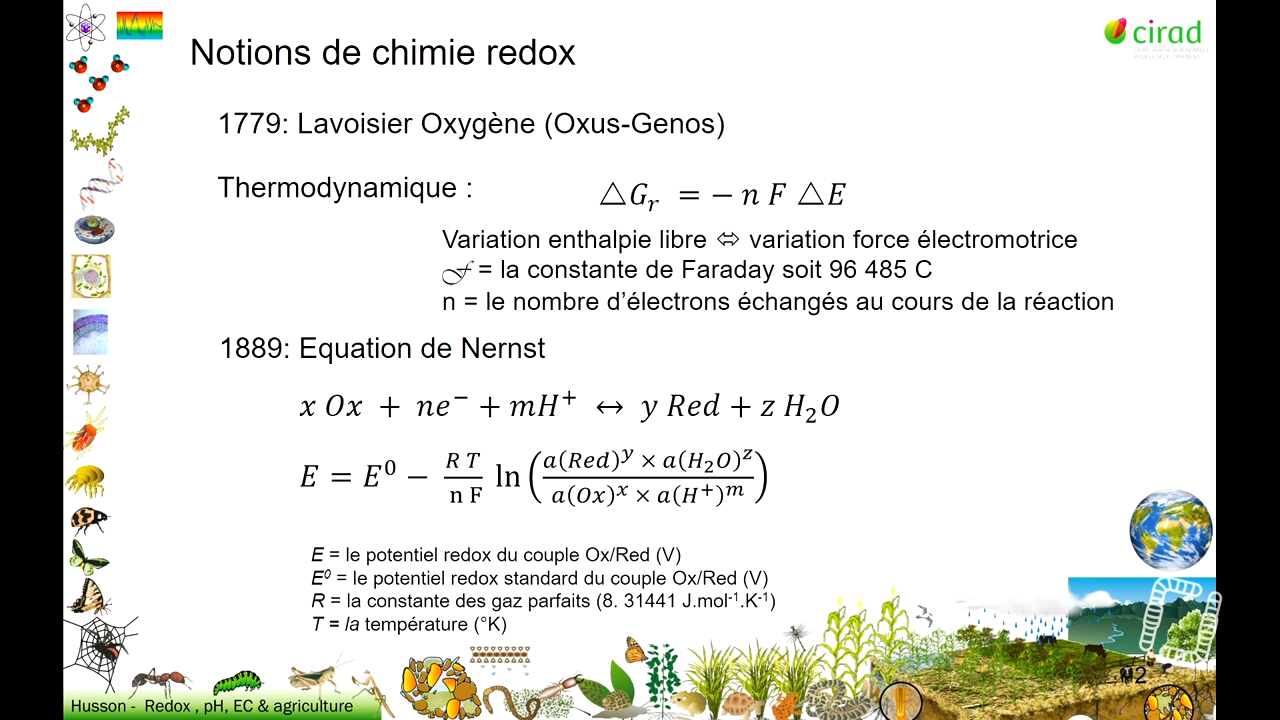 Notions de chimie redox
cirad
1779: Lavoisier Oxygène (Oxus-Genos)
Thermodynamique : △Gᵣ = − n F △E
Variation enthalpie libre ⬄ variation force électromotrice
ℱ = la constante de Faraday soit 96 485 C
n = le nombre d’électrons échangés au cours de la réaction
1889: Equation de Nernst
x Ox + ne⁻ + mH⁺ ↔ y Red + z H₂O
E = E⁰ − (R T / n F) ln (a(Red)ʸ × a(H₂O)ᶻ / a(Ox)ˣ × a(H⁺)ᵐ)
E = le potentiel redox du couple Ox/Red (V)
E⁰ = le potentiel redox standard du couple Ox/Red (V)
R = la constante des gaz parfaits (8. 31441 J.mol⁻¹.K⁻¹)
T = la température (°K)
Husson - Redox , pH, EC & agriculture